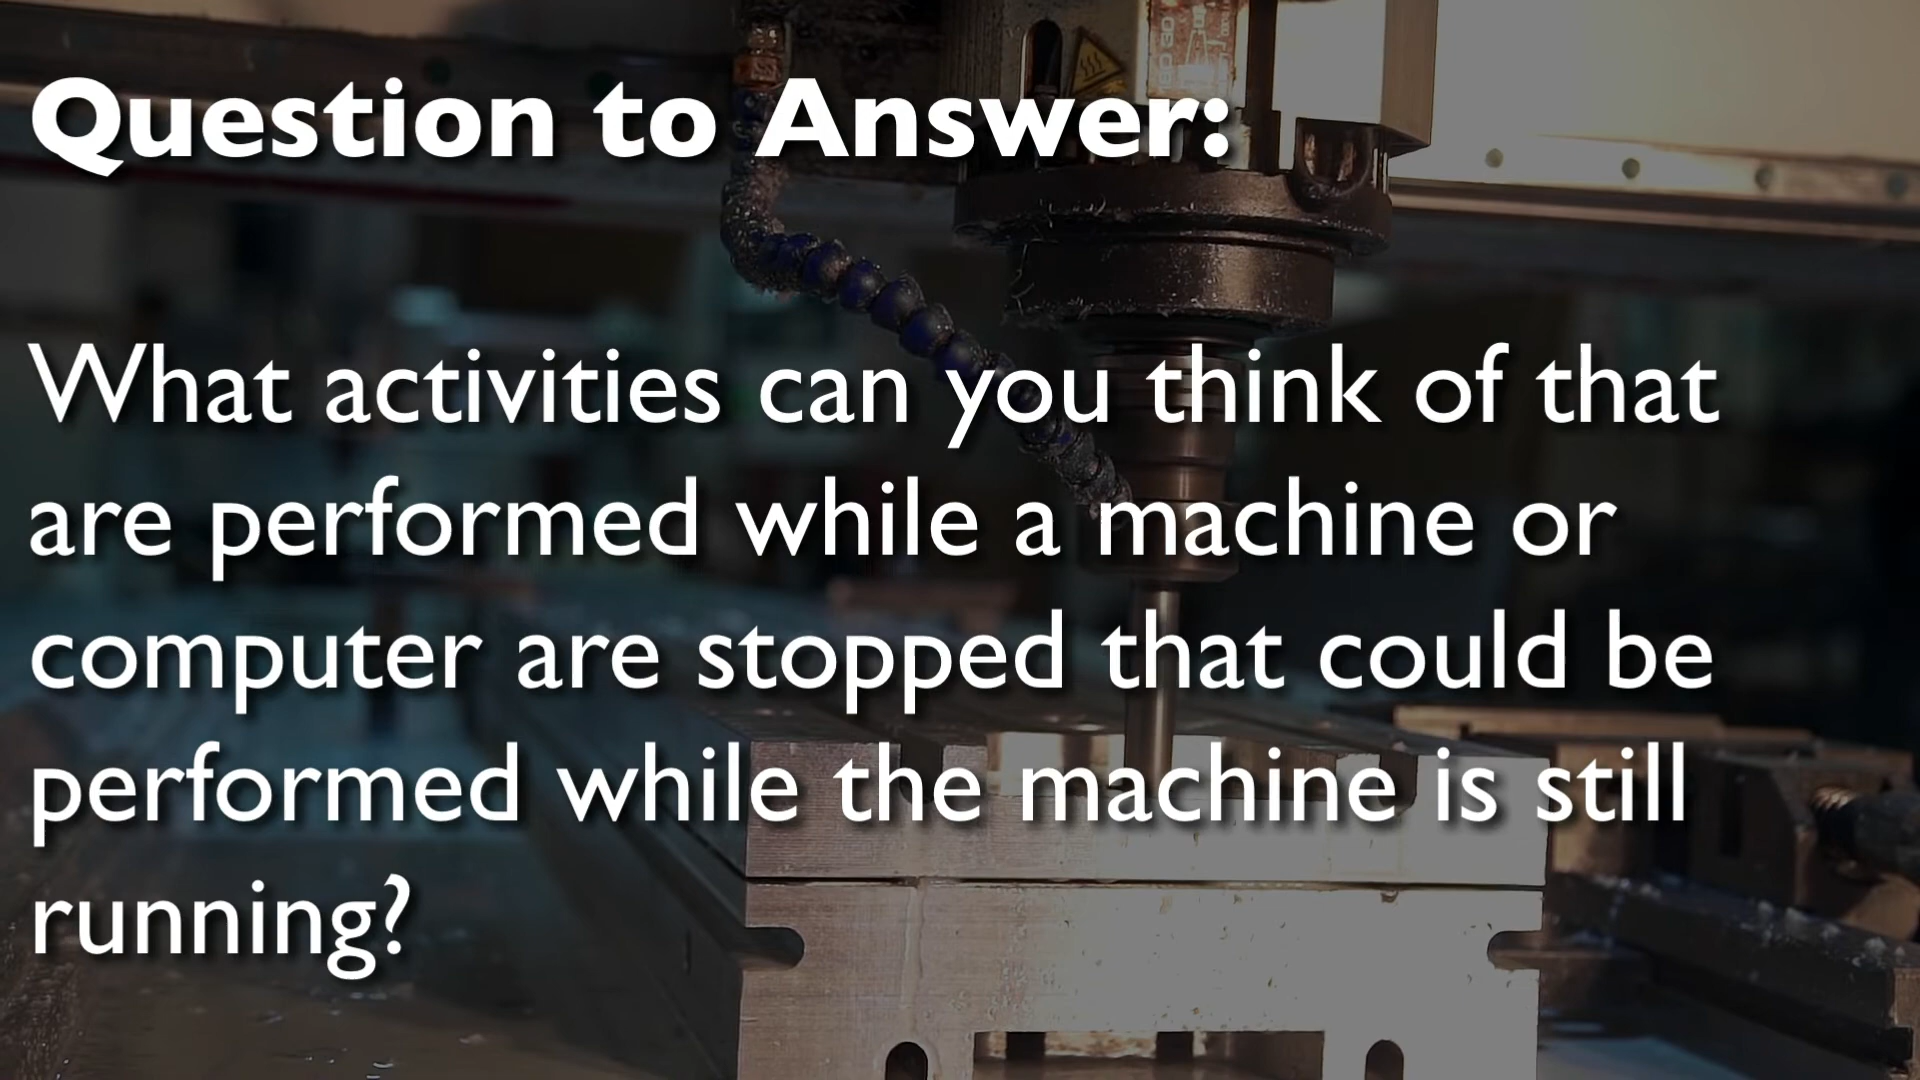 Question to Answer:
What activities can you think of that
are performed while a machine or
computer are stopped that could be
performed while the machine is still
running?